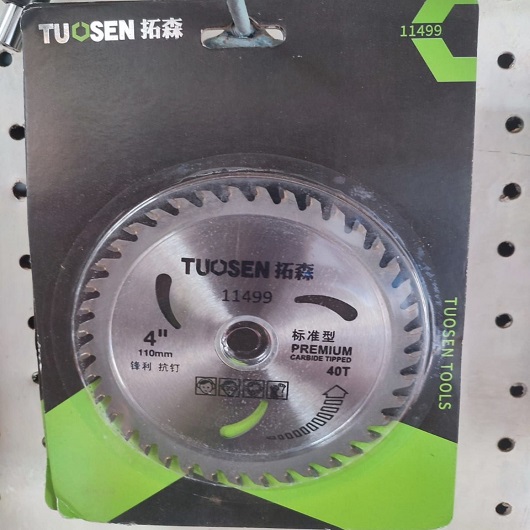 TUOSEN 拓森
11499
TUOSEN 拓森
11499
4"
110mm
锋利 抗钉
标准型
PREMIUM
CARBIDE TIPPED
40T
TUOSEN TOOLS